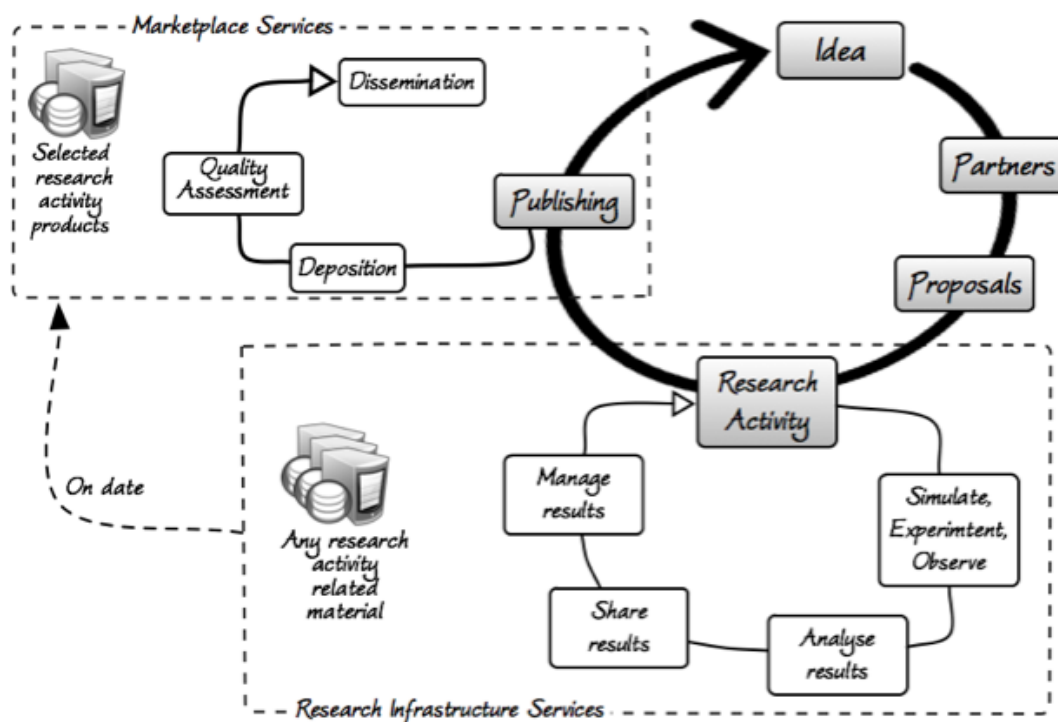 Marketplace Services
Idea
Dissemination
Selected
research
activity
products
Quality
Assessment
Partners
Publishing
Deposition
Proposals
Research
Activity
On date
Manage
results
Simulate,
Experimtent,
Observe
Any research
activity
related
material
Share
results
Analyse
results
Research Infrastructure Services